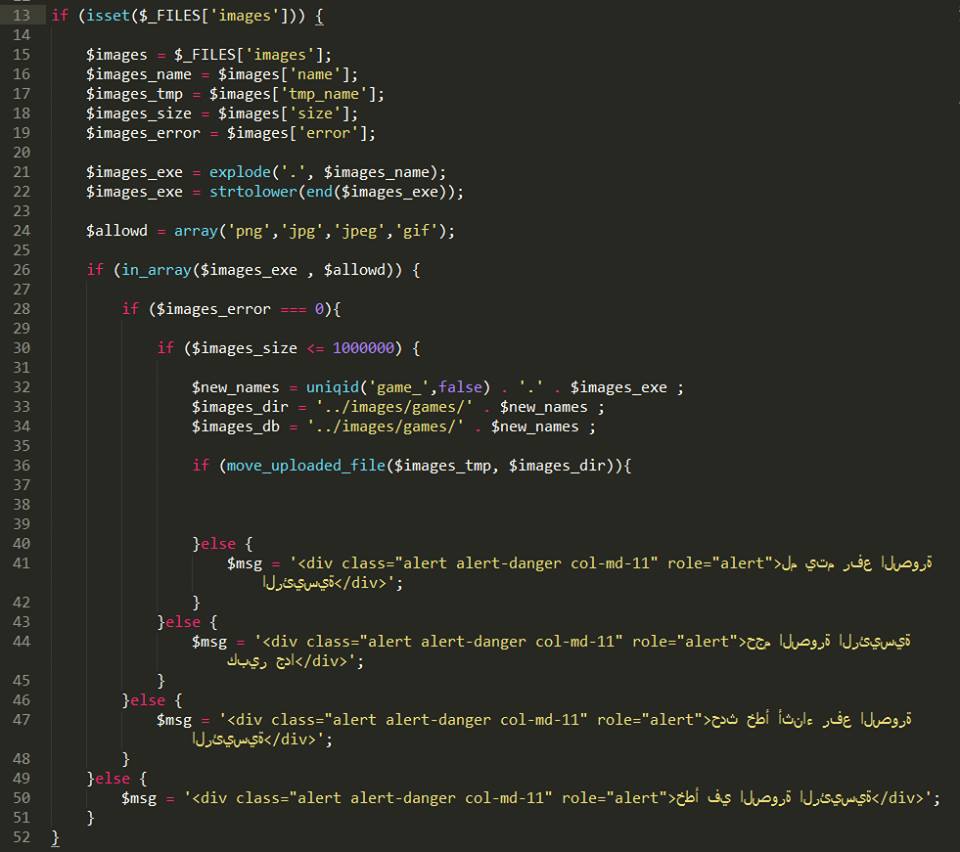 13 if (isset($_FILES['images'])) {
14
15 $images = $_FILES['images'];
16 $images_name = $images['name'];
17 $images_tmp = $images['tmp_name'];
18 $images_size = $images['size'];
19 $images_error = $images['error'];
20
21 $images_exe = explode('.', $images_name);
22 $images_exe = strtolower(end($images_exe));
23
24 $allowd = array('png','jpg','jpeg','gif');
25
26 if (in_array($images_exe , $allowd)) {
27
28 if ($images_error === 0){
29
30 if ($images_size <= 1000000) {
31
32 $new_names = uniqid('game_',false) . '.' . $images_exe ;
33 $images_dir = '../images/games/' . $new_names ;
34 $images_db = '../images/games/' . $new_names ;
35
36 if (move_uploaded_file($images_tmp, $images_dir)){
37
38
39
40 }else {
41 $msg = '<div class="alert alert-danger col-md-11" role="alert">لم يتم رفع الصورة
الرئيسية</div>';
42 }
43 }else {
44 $msg = '<div class="alert alert-danger col-md-11" role="alert">حجم الصورة الرئيسية
كبير جدا</div>';
45 }
46 }else {
47 $msg = '<div class="alert alert-danger col-md-11" role="alert">حدث خطأ أثناء رفع الصورة
الرئيسية</div>';
48 }
49 }else {
50 $msg = '<div class="alert alert-danger col-md-11" role="alert">خطأ في الصورة الرئيسية</div>';
51 }
52 }